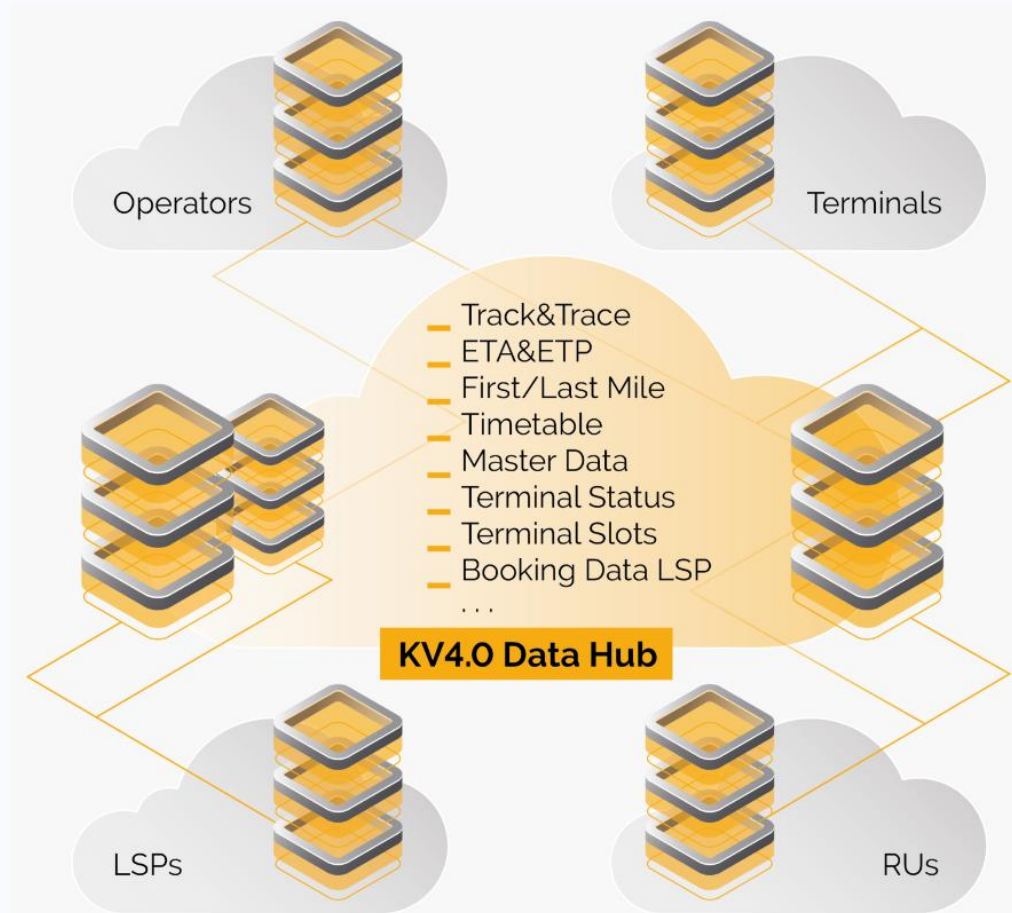 Operators
Terminals
Track&Trace
ETA&ETP
First/Last Mile
Timetable
Master Data
Terminal Status
Terminal Slots
Booking Data LSP
. . .
KV4.0 Data Hub
LSPs
RUs